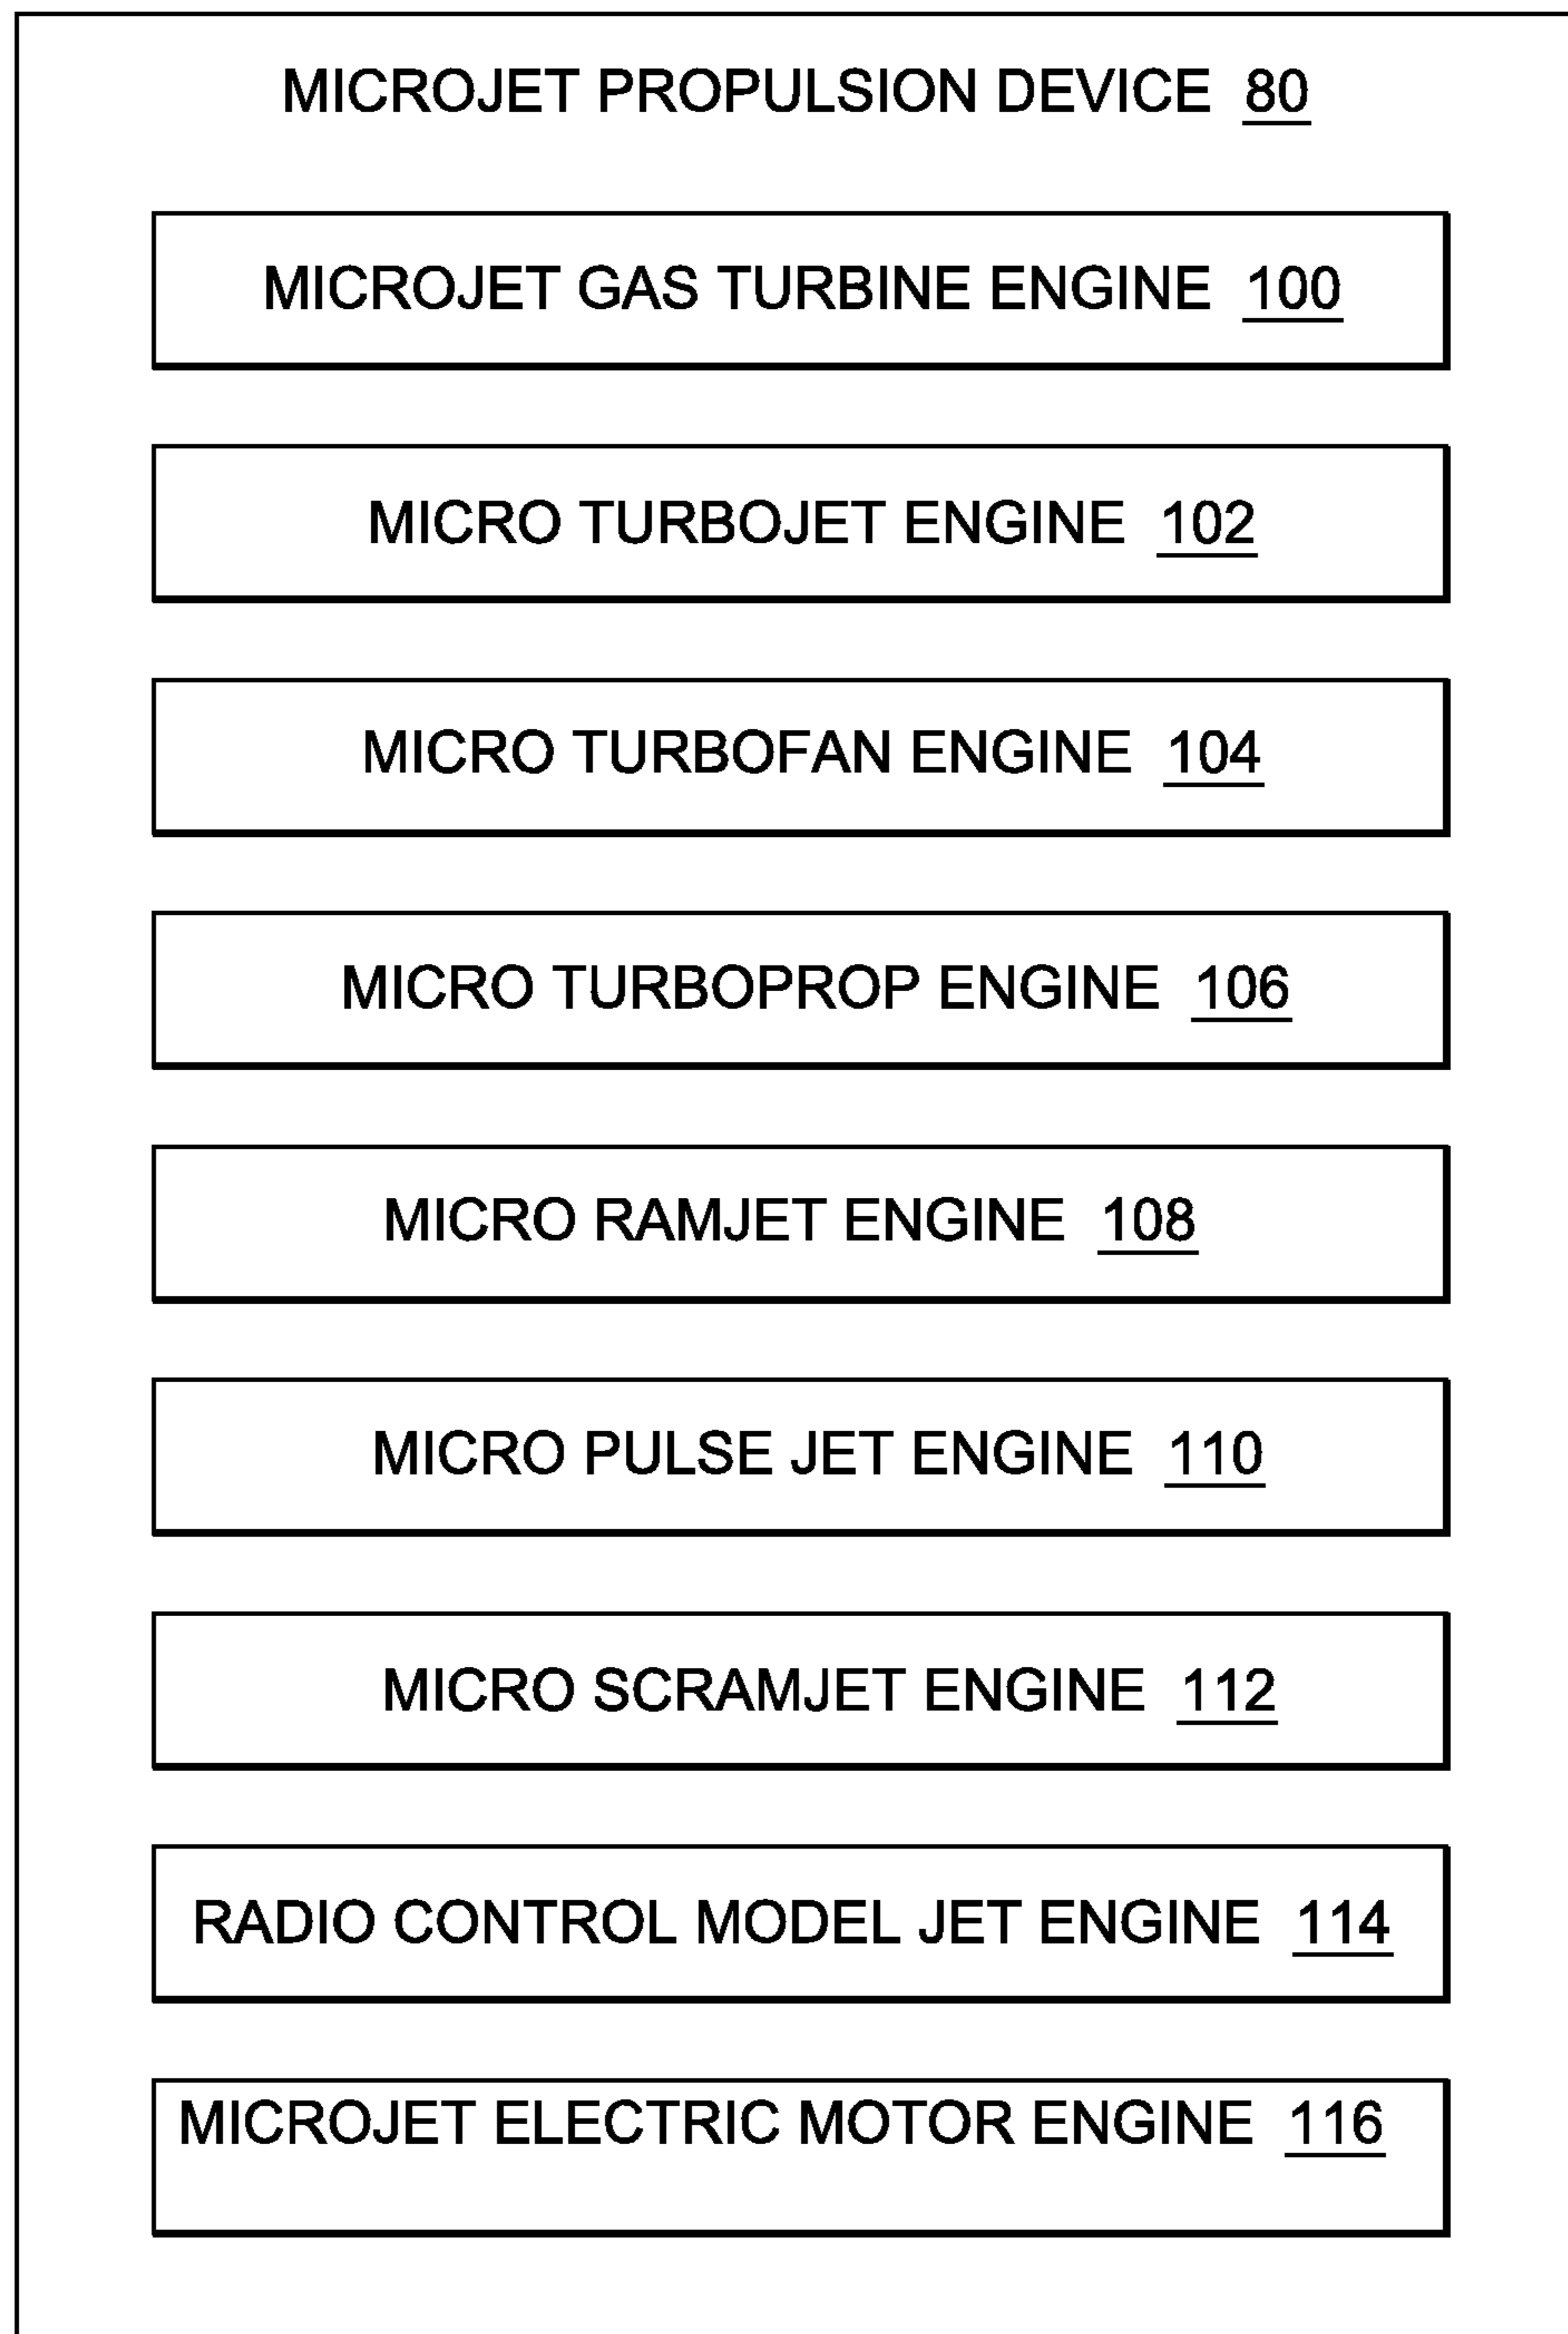 MICROJET PROPULSION DEVICE 80
MICROJET GAS TURBINE ENGINE 100
MICRO TURBOJET ENGINE 102
MICRO TURBOFAN ENGINE 104
MICRO TURBOPROP ENGINE 106
MICRO RAMJET ENGINE 108
MICRO PULSE JET ENGINE 110
MICRO SCRAMJET ENGINE 112
RADIO CONTROL MODEL JET ENGINE 114
MICROJET ELECTRIC MOTOR ENGINE 116